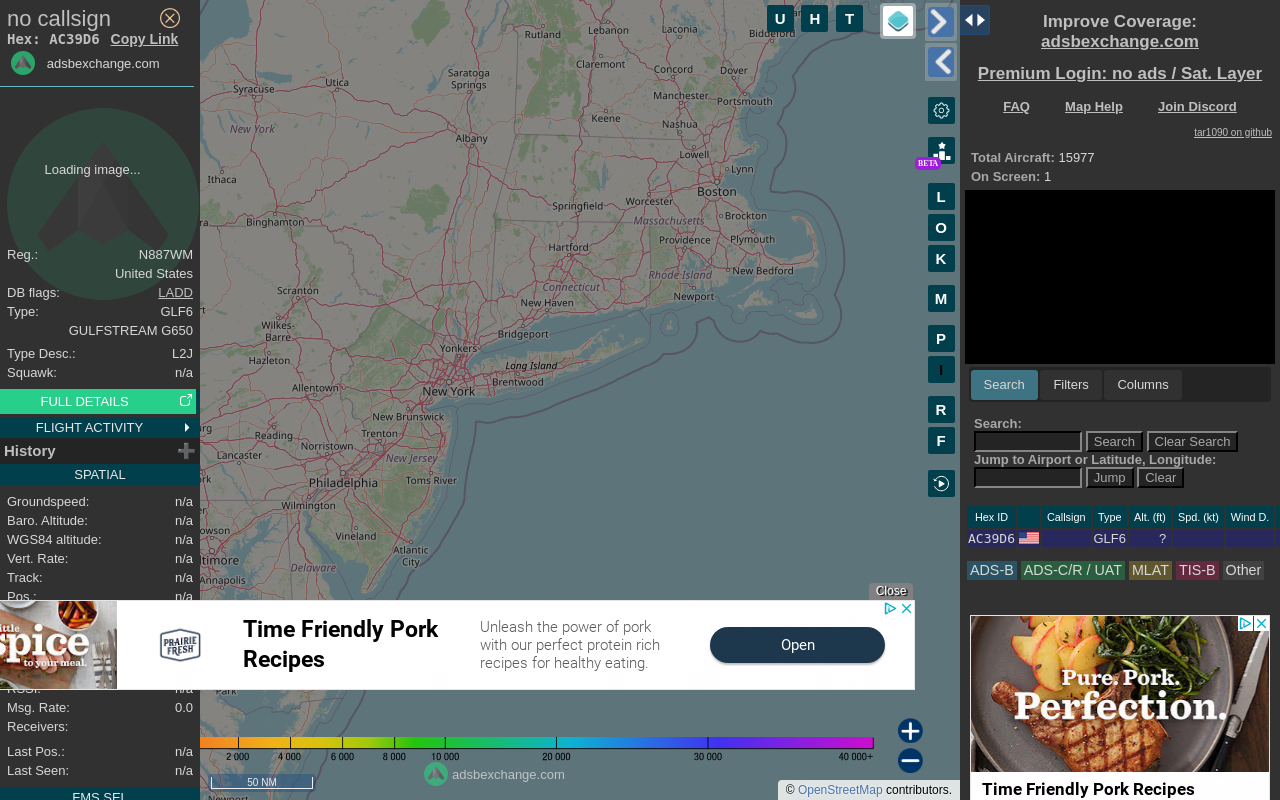 no callsign
Hex: AC39D6 Copy Link
adsbexchange.com
Loading image...
Reg.: N887WM
United States
DB flags: LADD
Type: GLF6
GULFSTREAM G650
Type Desc.: L2J
Squawk: n/a
FULL DETAILS
FLIGHT ACTIVITY
History
SPATIAL
Groundspeed: n/a
Baro. Altitude: n/a
WGS84 altitude: n/a
Vert. Rate: n/a
Track: n/a
Pos.: n/a
Msg. Rate: 0.0
Receivers:
Last Pos.: n/a
Last Seen: n/a
FMS SEL
U H T
BETA
L
O
K
M
P
I
R
F
Rutland
Lebanon
Laconia
Biddeford
Claremont
Concord
Dover
Saratoga
Springs
Utica
Syracuse
Manchester
Portsmouth
Keene
Nashua
New York
Albany
Lowell
Lynn
Ithaca
Boston
Worcester
Springfield
Massachusetts
Brockton
Binghamton
Hartford
Providence
Plymouth
Rhode Island
New Bedford
Connecticut
Scranton
New Haven
Newport
Wilkes-
Barre
Bridgeport
Yonkers
Hazleton
Long Island
Brentwood
Allentown
New York
New Brunswick
Reading
Trenton
Norristown
Lancaster
New Jersey
Toms River
Philadelphia
Wilmington
Vineland
Atlantic
City
Annapolis
Delaware
Close
spice
to your meal.
PRAIRIE
FRESH
Time Friendly Pork
Recipes
Unleash the power of pork
with our perfect protein rich
recipes for healthy eating.
Open
2 000 4 000 6 000 8 000 10 000 20 000 30 000 40 000+
adsbexchange.com
50 NM
© OpenStreetMap contributors.
Improve Coverage:
adsbexchange.com
Premium Login: no ads / Sat. Layer
FAQ Map Help Join Discord
tar1090 on github
Total Aircraft: 15977
On Screen: 1
Search Filters Columns
Search:
Search Clear Search
Jump to Airport or Latitude, Longitude:
Jump Clear
Hex ID Callsign Type Alt. (ft) Spd. (kt) Wind D.
AC39D6 GLF6 ?
ADS-B ADS-C/R / UAT MLAT TIS-B Other
Pure. Pork.
Perfection.
Time Friendly Pork Recipes